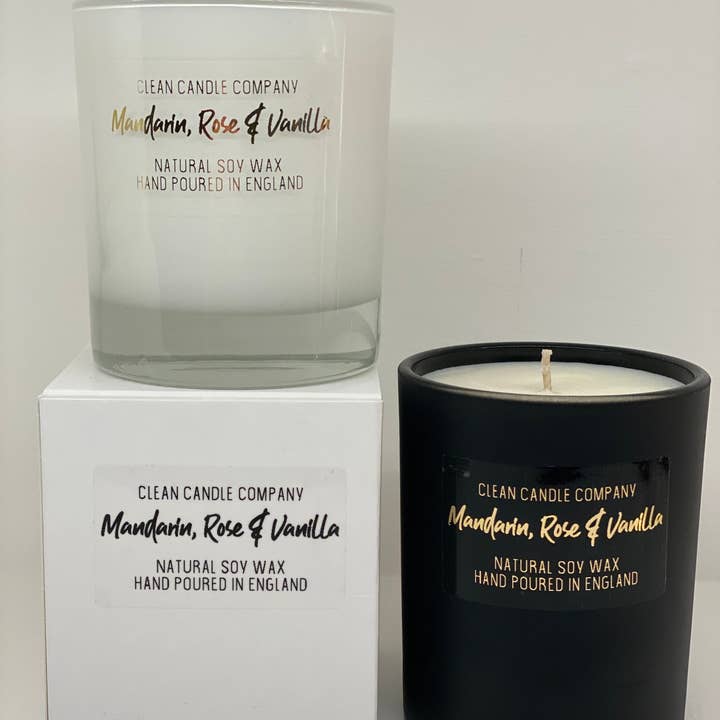 CLEAN CANDLE COMPANY
Mandarin, Rose & Vanilla
NATURAL SOY WAX
HAND POURED IN ENGLAND
CLEAN CANDLE COMPANY
Mandarin, Rose & Vanilla
NATURAL SOY WAX
HAND POURED IN ENGLAND
CLEAN CANDLE COMPANY
Mandarin, Rose & Vanilla
NATURAL SOY WAX
HAND POURED IN ENGLAND